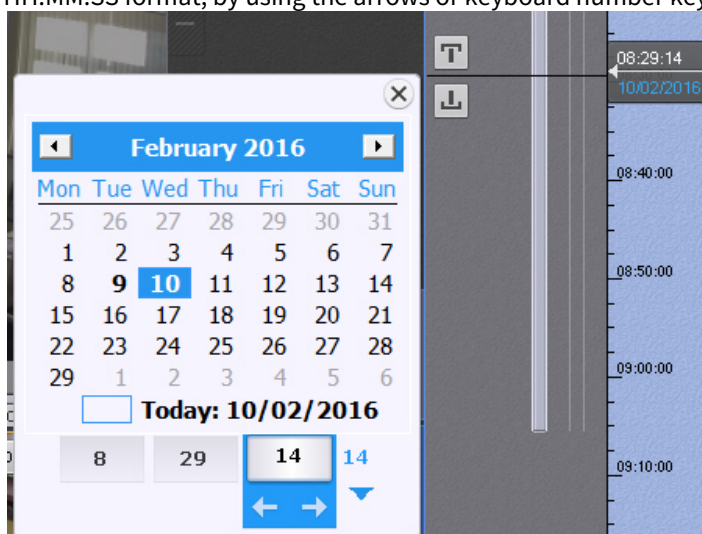 HH:MM:SS format, by using the arrows or keyboard number key
08:29:14
10/02/2016
February 2016
Mon Tue Wed Thu Fri Sat Sun
25 26 27 28 29 30 31
1 2 3 4 5 6 7
8 9 10 11 12 13 14
15 16 17 18 19 20 21
22 23 24 25 26 27 28
29 1 2 3 4 5 6
Today: 10/02/2016
8 29 14 14
08:40:00
08:50:00
09:00:00
09:10:00